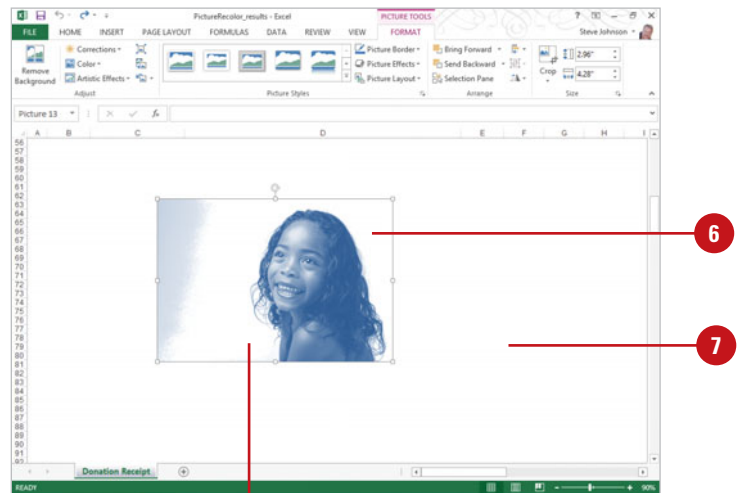 PictureRecolor_results - Excel
PICTURE TOOLS
?
FILE HOME INSERT PAGE LAYOUT FORMULAS DATA REVIEW VIEW FORMAT Steve Johnson
Remove Background
Corrections
Color
Artistic Effects
Adjust
Picture Styles
Picture Border
Picture Effects
Picture Layout
Bring Forward
Send Backward
Selection Pane
Arrange
Crop
2.96"
4.28"
Size
Picture 13
fx
A B C D E F G H I
56
57
58
59
60
61
62
63
64
65
66
67
68
69
70
71
72
73
74
75
76
77
78
79
80
81
82
83
84
85
86
87
88
89
90
91
92
6
7
Donation Receipt
READY
90%